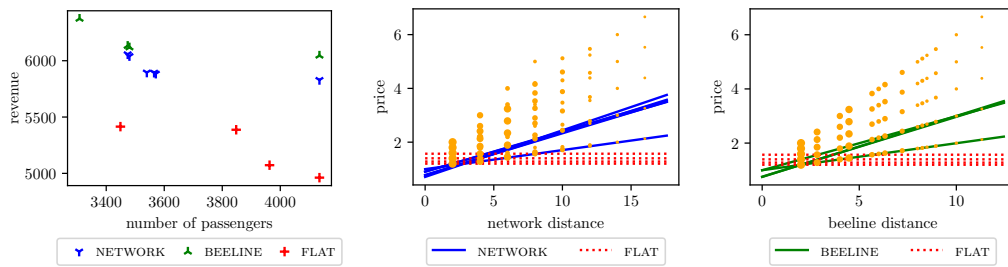 revenue
6000
5500
5000
3400 3600 3800 4000
number of passengers
NETWORK BEELINE FLAT
price
6
4
2
0 5 10 15
network distance
NETWORK FLAT
price
6
4
2
0 5 10
beeline distance
BEELINE FLAT